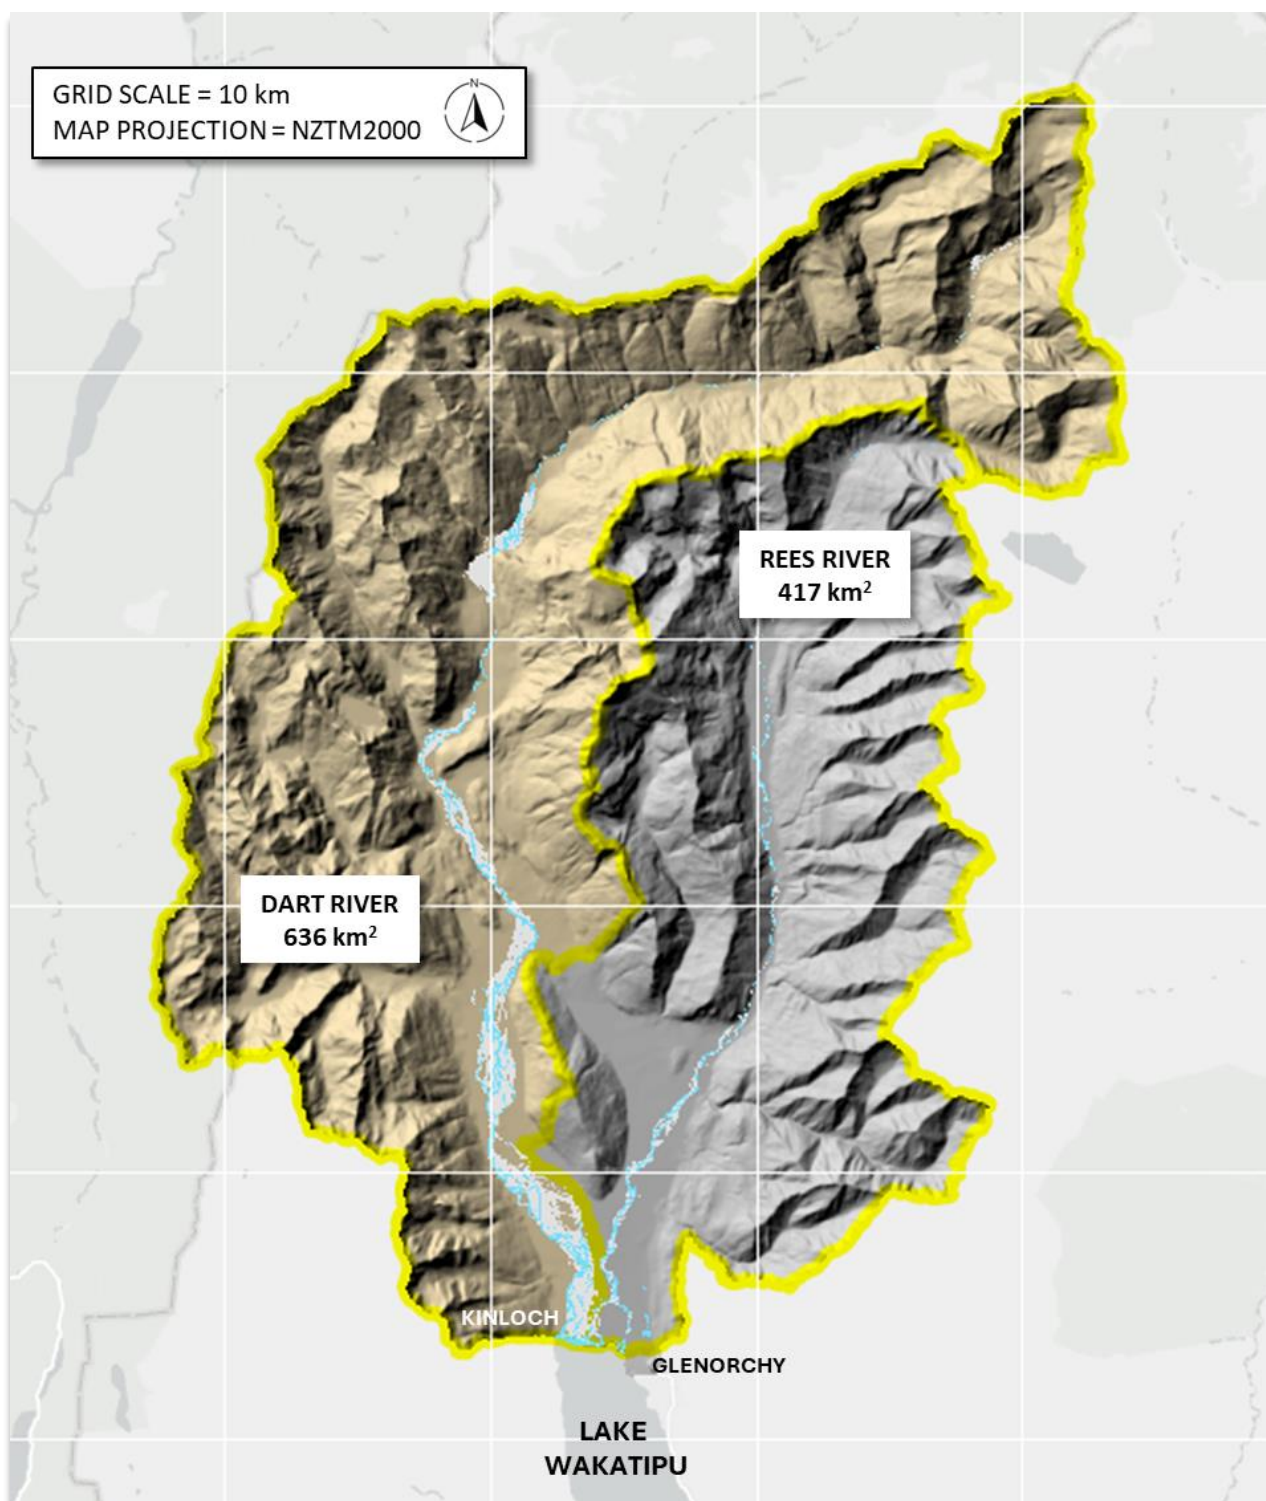 GRID SCALE = 10 km
MAP PROJECTION = NZTM2000
N
REES RIVER
417 km²
DART RIVER
636 km²
KINLOCH
GLENORCHY
LAKE
WAKATIPU